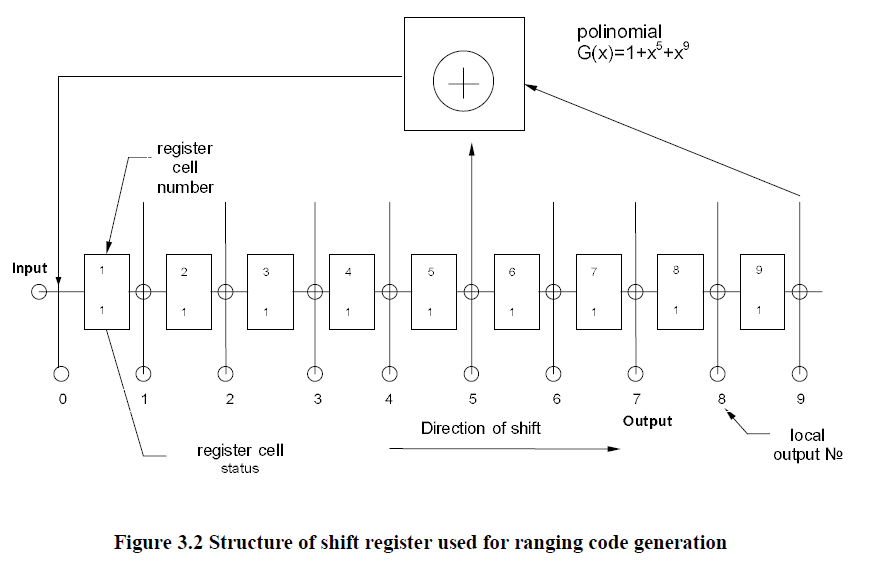 polinomial
G(x)=1+x⁵+x⁹
register
cell
number
Input
1 2 3 4 5 6 7 8 9
1 1 1 1 1 1 1 1 1
0 1 2 3 4 5 6 7 8 9
Output
Direction of shift
local
output №
register cell
status
Figure 3.2 Structure of shift register used for ranging code generation